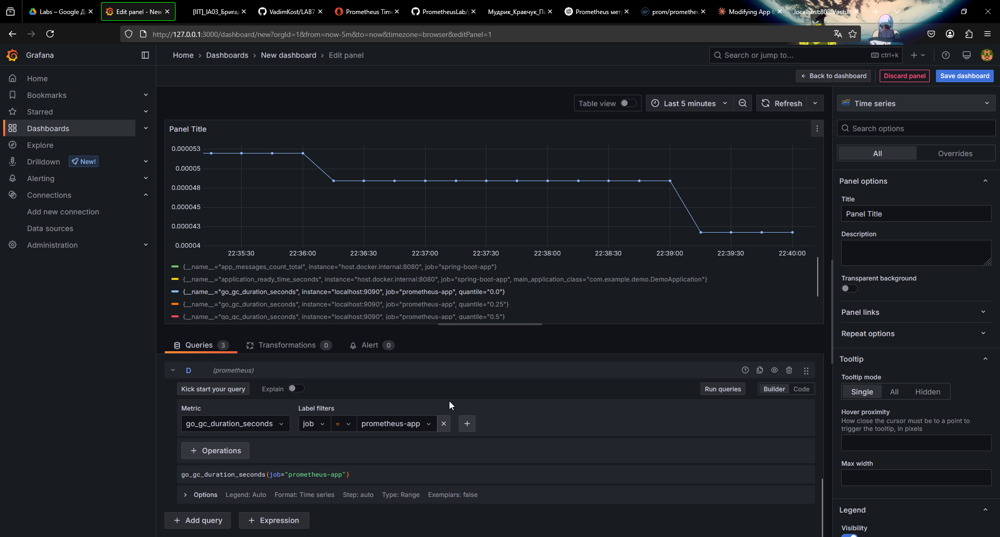 Labs – Google Д
Edit panel - New
[ІТ]_ІА03_Брига
VadimKost/LAB7
Prometheus Time
PrometheusLab/
Мудрик_Кравчук_П
Prometheus мет
prom/promethe
Modifying App t
localhost:8080/actu
http://127.0.0.1:3000/dashboard/new?orgId=1&from=now-5m&to=now&timezone=browser&editPanel=1
Grafana
Home › Dashboards › New dashboard › Edit panel
Search or jump to...
ctrl+k
Home
Bookmarks
Starred
Dashboards
Explore
Drilldown
New!
Alerting
Connections
Add new connection
Data sources
Administration
← Back to dashboard
Discard panel
Save dashboard
Table view
Last 5 minutes
Refresh
Panel Title
0.000053
0.00005
0.000048
0.000045
0.000043
0.00004
22:35:30
22:36:00
22:36:30
22:37:00
22:37:30
22:38:00
22:38:30
22:39:00
22:39:30
22:40:00
{__name__="app_messages_count_total", instance="host.docker.internal:8080", job="spring-boot-app"}
{__name__="application_ready_time_seconds", instance="host.docker.internal:8080", job="spring-boot-app", main_application_class="com.example.demo.DemoApplication"}
{__name__="go_gc_duration_seconds", instance="localhost:9090", job="prometheus-app", quantile="0.0"}
{__name__="go_gc_duration_seconds", instance="localhost:9090", job="prometheus-app", quantile="0.25"}
{__name__="go_gc_duration_seconds", instance="localhost:9090", job="prometheus-app", quantile="0.5"}
Queries 3
Transformations 0
Alert 0
D (prometheus)
Kick start your query
Explain
Run queries
Builder
Code
Metric
Label filters
go_gc_duration_seconds
job
=
prometheus-app
+ Operations
go_gc_duration_seconds{job="prometheus-app"}
Options Legend: Auto Format: Time series Step: auto Type: Range Exemplars: false
+ Add query
+ Expression
Time series
Search options
All
Overrides
Panel options
Title
Panel Title
Description
Transparent background
Panel links
Repeat options
Tooltip
Tooltip mode
Single
All
Hidden
Hover proximity
How close the cursor must be to a point to
trigger the tooltip, in pixels
Max width
Legend
Visibility